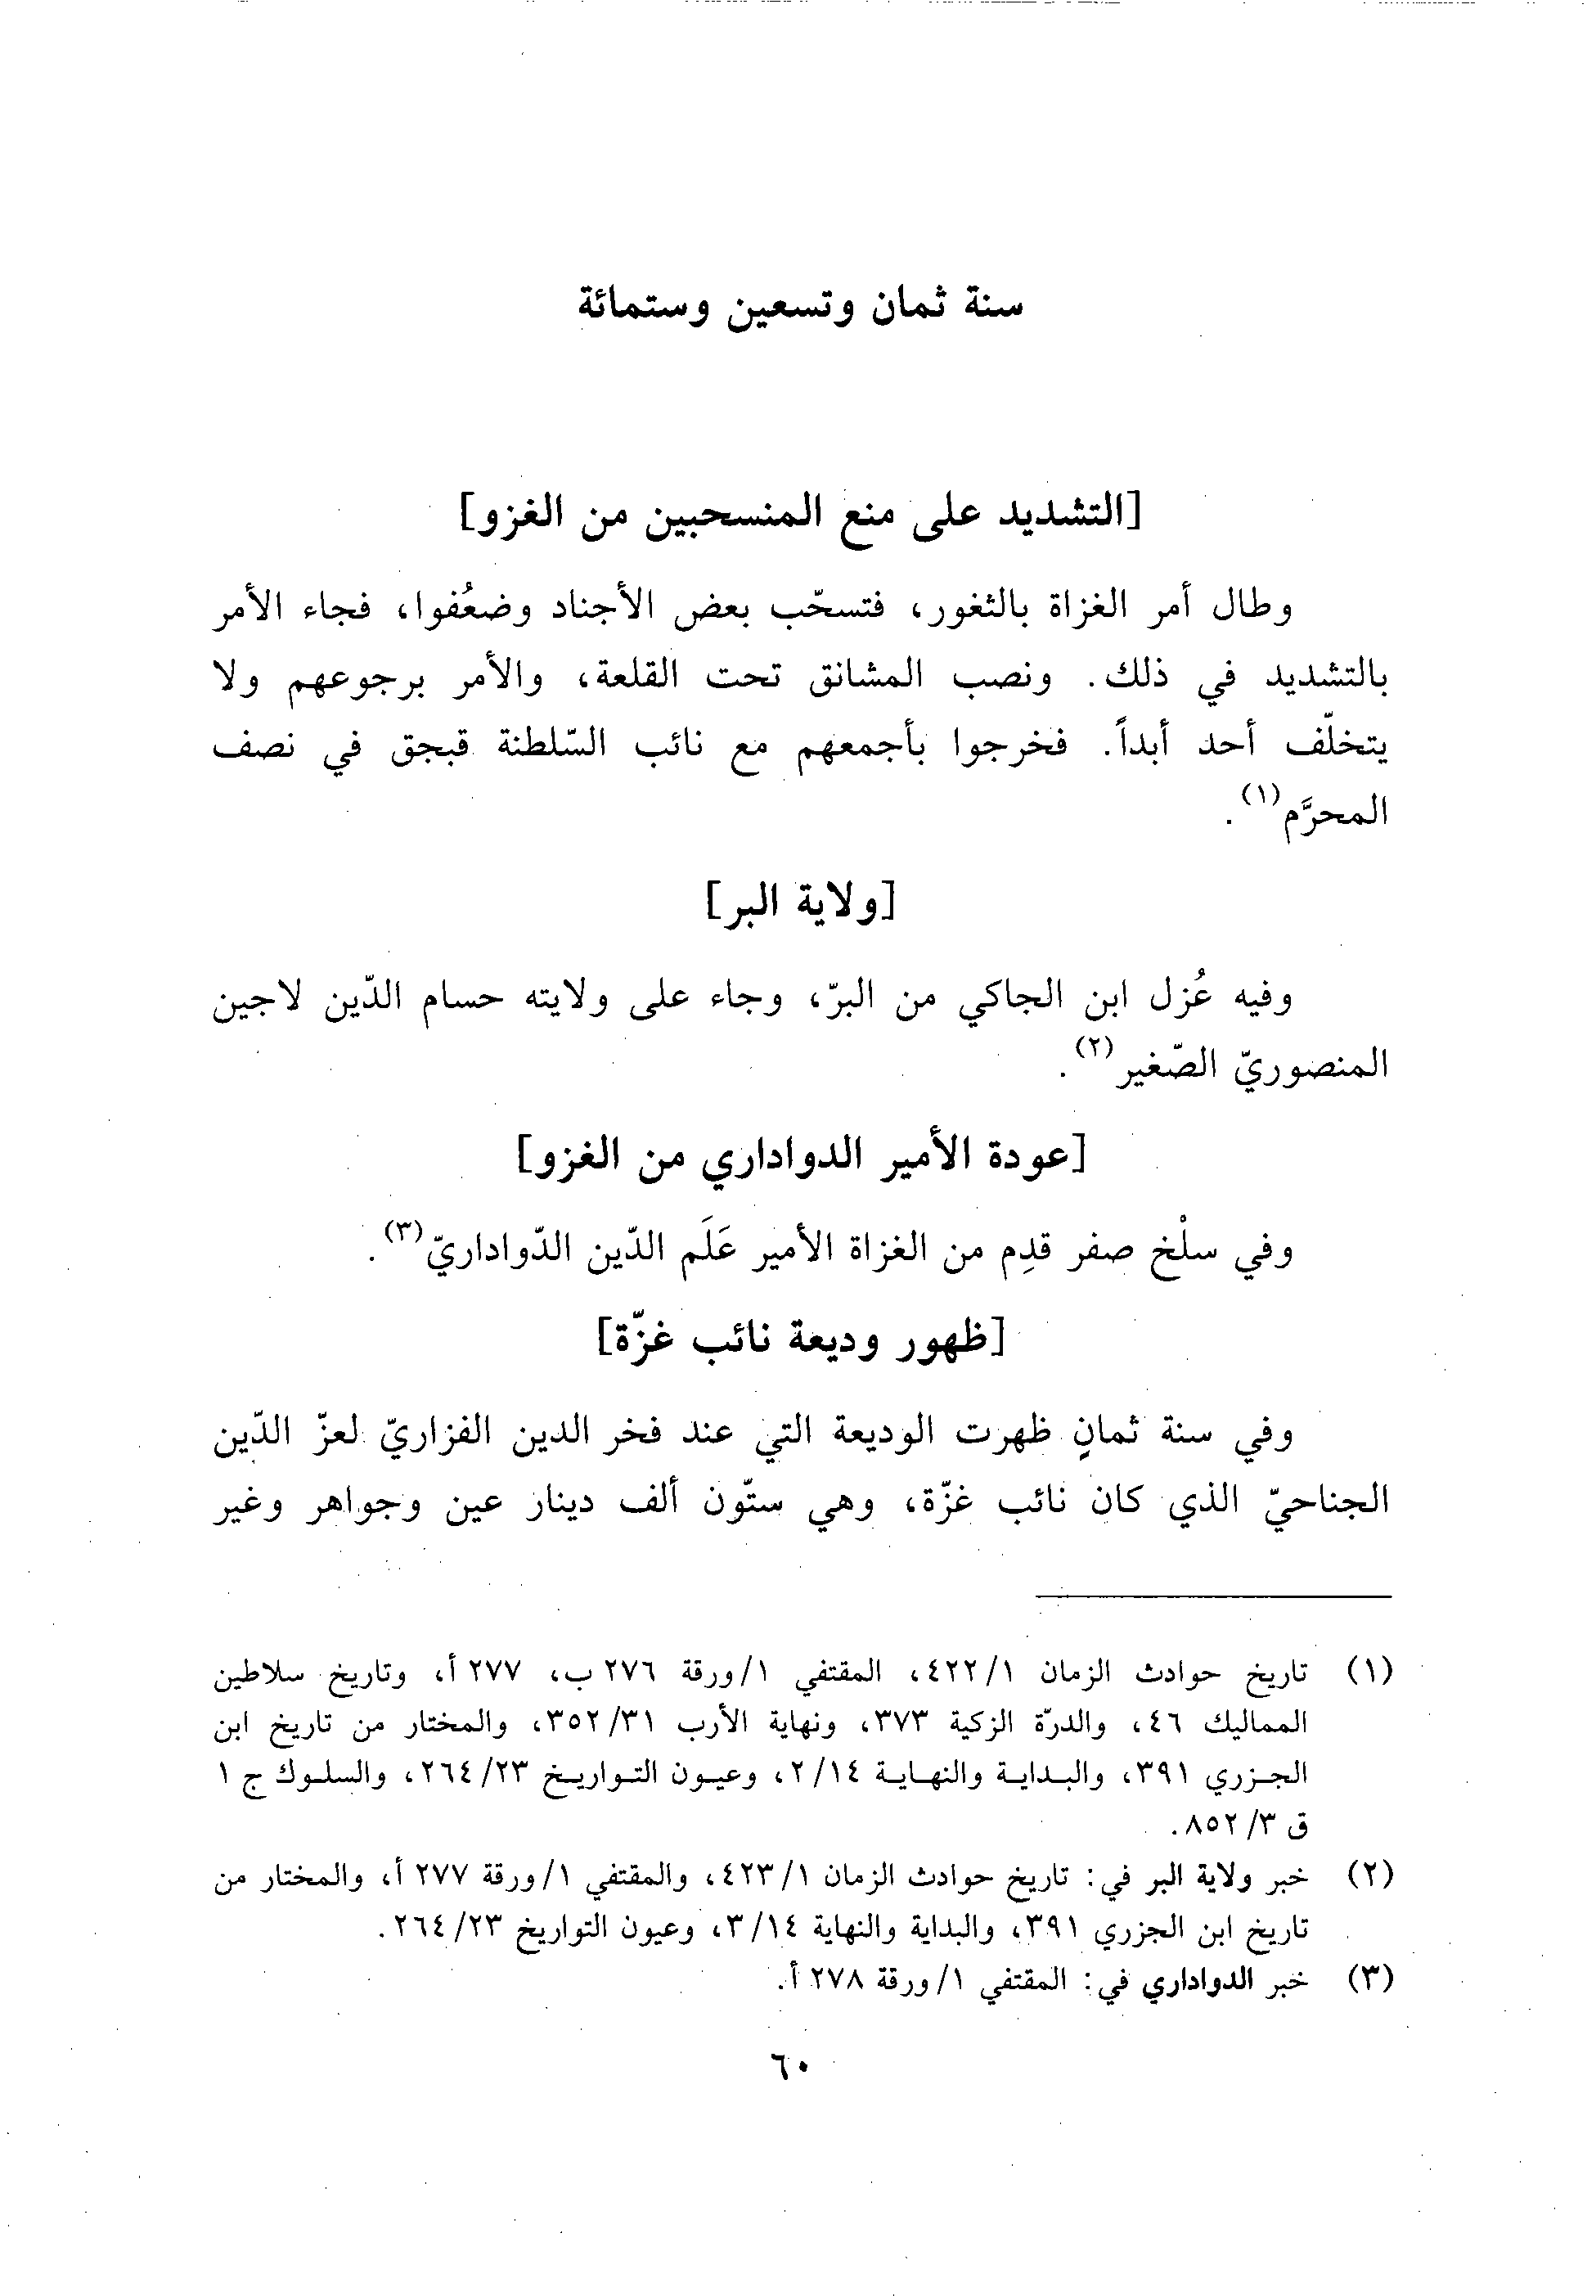 سنة ثمان وتسعين وستمائة
[التشديد على منع المنسحبين من الغزو]
وطال أمر الغزاة بالثغور، فتسحّب بعض الأجناد وضعُفوا، فجاء الأمر
بالتشديد في ذلك. ونصب المشانق تحت القلعة، والأمر برجوعهم ولا
يتخلّف أحد أبداً. فخرجوا بأجمعهم مع نائب السّلطنة قبجق في نصف
المحرَّم(١).
[ولاية البر]
وفيه عُزل ابن الجاكي من البرّ، وجاء على ولايته حسام الدّين لاجين
المنصوريّ الصّغير(٢).
[عودة الأمير الدواداري من الغزو]
وفي سلْخ صفر قدِم من الغزاة الأمير عَلَم الدّين الدّواداريّ(٣).
[ظهور وديعة نائب غزّة]
وفي سنة ثمانٍ ظهرت الوديعة التي عند فخر الدين الفزاريّ لعزّ الدّين
الجناحيّ الذي كان نائب غزّة، وهي ستّون ألف دينار عين وجواهر وغير
(١) تاريخ حوادث الزمان ١/ ٤٢٢، المقتفي ١/ ورقة ٢٧٦ ب، ٢٧٧ أ، وتاريخ سلاطين
المماليك ٤٦، والدرّة الزكية ٣٧٣، ونهاية الأرب ٣١/ ٣٥٢، والمختار من تاريخ ابن
الجزري ٣٩١، والبداية والنهاية ١٤/ ٢، وعيون التواريخ ٢٣/ ٢٦٤، والسلوك ج ١
ق ٣/ ٨٥٢.
(٢) خبر ولاية البر في: تاريخ حوادث الزمان ١/ ٤٢٣، والمقتفي ١/ ورقة ٢٧٧ أ، والمختار من
تاريخ ابن الجزري ٣٩١، والبداية والنهاية ١٤/ ٣، وعيون التواريخ ٢٣/ ٢٦٤.
(٣) خبر الدواداري في: المقتفي ١/ ورقة ٢٧٨ أ.
٦٠